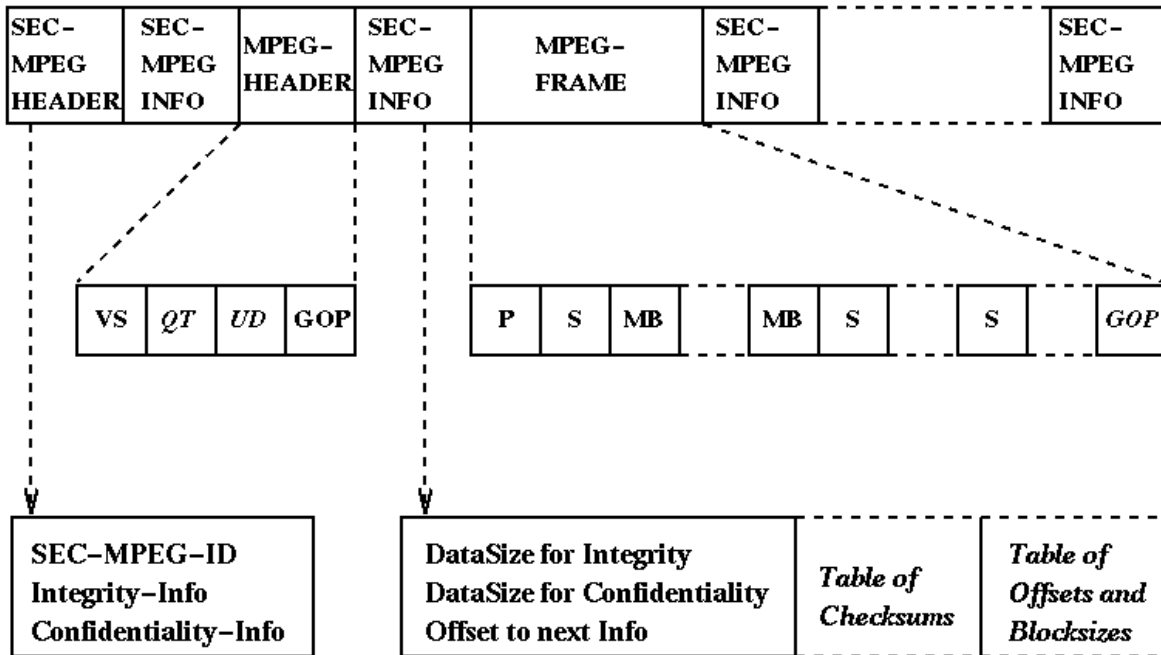 SEC−
MPEG
HEADER
SEC−
MPEG
INFO
MPEG−
HEADER
SEC−
MPEG
INFO
MPEG−
FRAME
SEC−
MPEG
INFO
SEC−
MPEG
INFO
VS
QT
UD
GOP
P
S
MB
MB
S
S
GOP
SEC−MPEG−ID
Integrity−Info
Confidentiality−Info
DataSize for Integrity
DataSize for Confidentiality
Offset to next Info
Table of
Checksums
Table of
Offsets and
Blocksizes